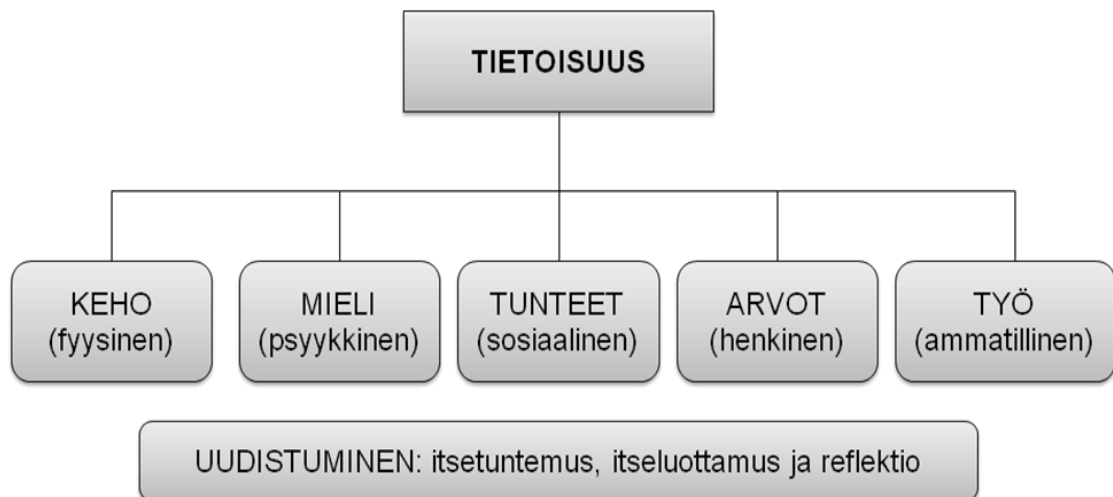 TIETOISUUS
KEHO
(fyysinen)
MIELI
(psyykkinen)
TUNTEET
(sosiaalinen)
ARVOT
(henkinen)
TYÖ
(ammatillinen)
UUDISTUMINEN: itsetuntemus, itseluottamus ja reflektio